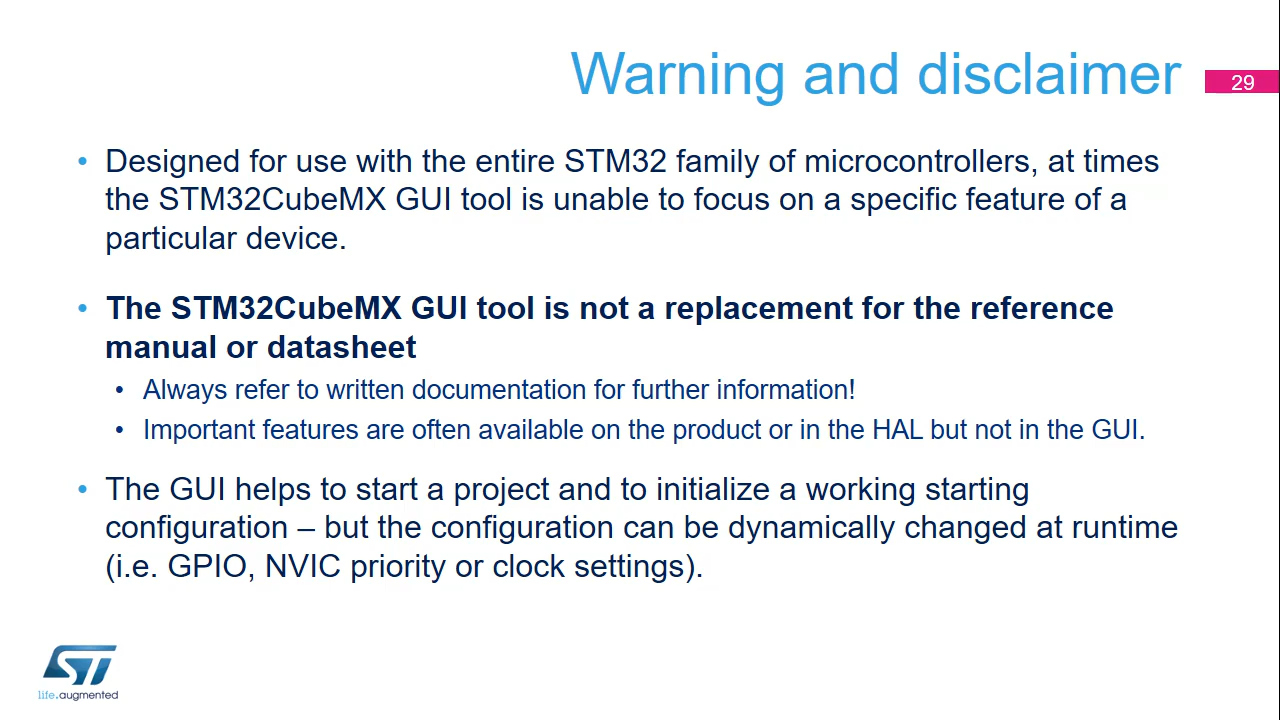 Warning and disclaimer
29
• Designed for use with the entire STM32 family of microcontrollers, at times
the STM32CubeMX GUI tool is unable to focus on a specific feature of a
particular device.
• The STM32CubeMX GUI tool is not a replacement for the reference
manual or datasheet
• Always refer to written documentation for further information!
• Important features are often available on the product or in the HAL but not in the GUI.
• The GUI helps to start a project and to initialize a working starting
configuration – but the configuration can be dynamically changed at runtime
(i.e. GPIO, NVIC priority or clock settings).
ST
life.augmented